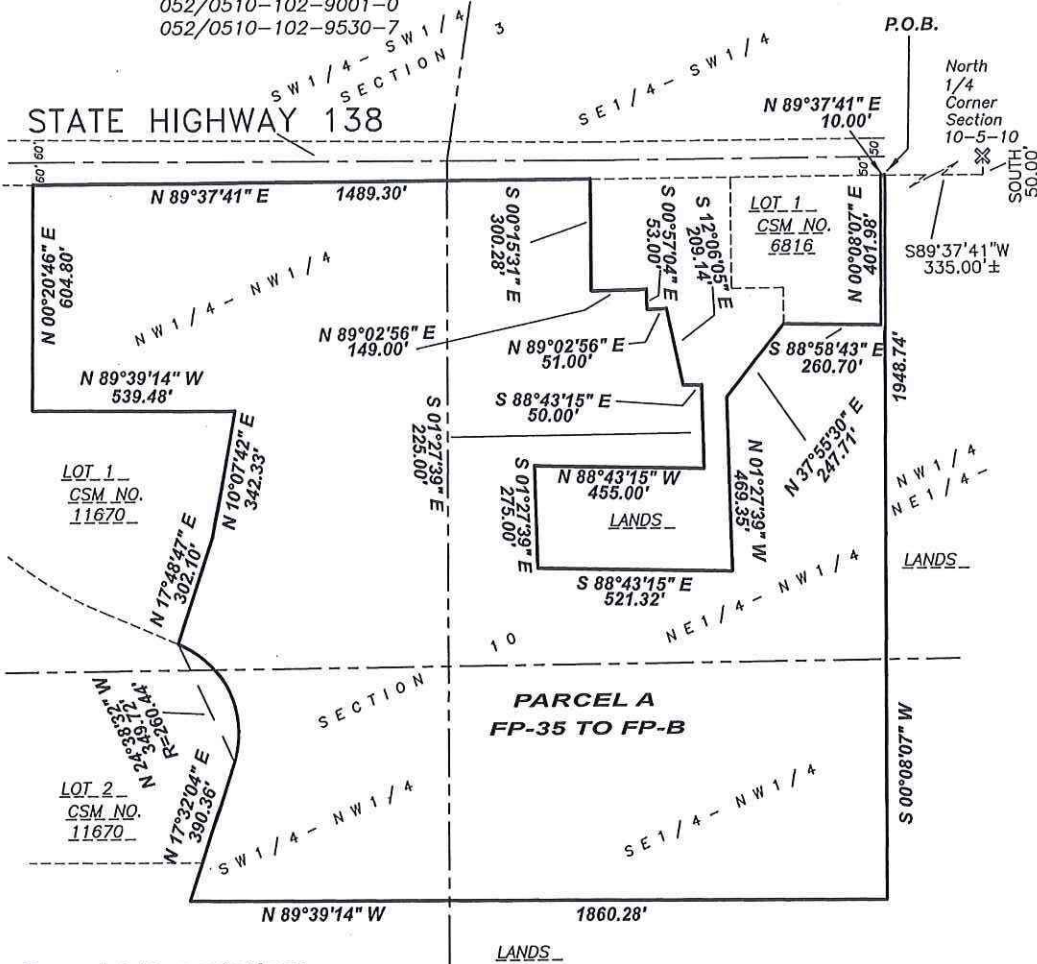 052/0510-102-9001-0
052/0510-102-9530-7
SW1/4- SW1/4
SECTION 3
SE1/4- SW1/4
P.O.B.
North
1/4
Corner
Section
10-5-10
SOUTH
50.00'
N 89°37'41" E
10.00'
STATE HIGHWAY 138
60' 60'
50' 50'
N 89°37'41" E 1489.30'
S89°37'41"W
335.00'±
N 00°20'46" E
604.80'
NW1/4- NW1/4
S 00°15'31" E
300.28'
S 00°57'04" E
53.00'
S 12°06'05" E
209.14'
LOT 1
CSM NO.
6816
N 00°08'07" E
401.98'
N 89°02'56" E
149.00'
N 89°02'56" E
51.00'
S 88°58'43" E
260.70'
1948.74'
N 89°39'14" W
539.48'
S 88°43'15" E
50.00'
S 01°27'39" E
225.00'
N 37°55'30" E
247.71'
N 10°07'42" E
342.33'
LOT 1
CSM NO.
11670
N 88°43'15" W
455.00'
S 01°27'39" E
275.00'
LANDS
N 01°27'39" W
469.35'
NW1/4
NE1/4-
LANDS
S 88°43'15" E
521.32'
N 17°48'47" E
302.10'
NE1/4- NW1/4
SECTION 10
N 24°38'32" W
349.72'
R=260.44'
PARCEL A
FP-35 TO FP-B
LOT 2
CSM NO.
11670
N 17°32'04" E
390.36'
SW1/4- NW1/4
SE1/4- NW1/4
S 00°08'07" W
N 89°39'14" W 1860.28'
LANDS